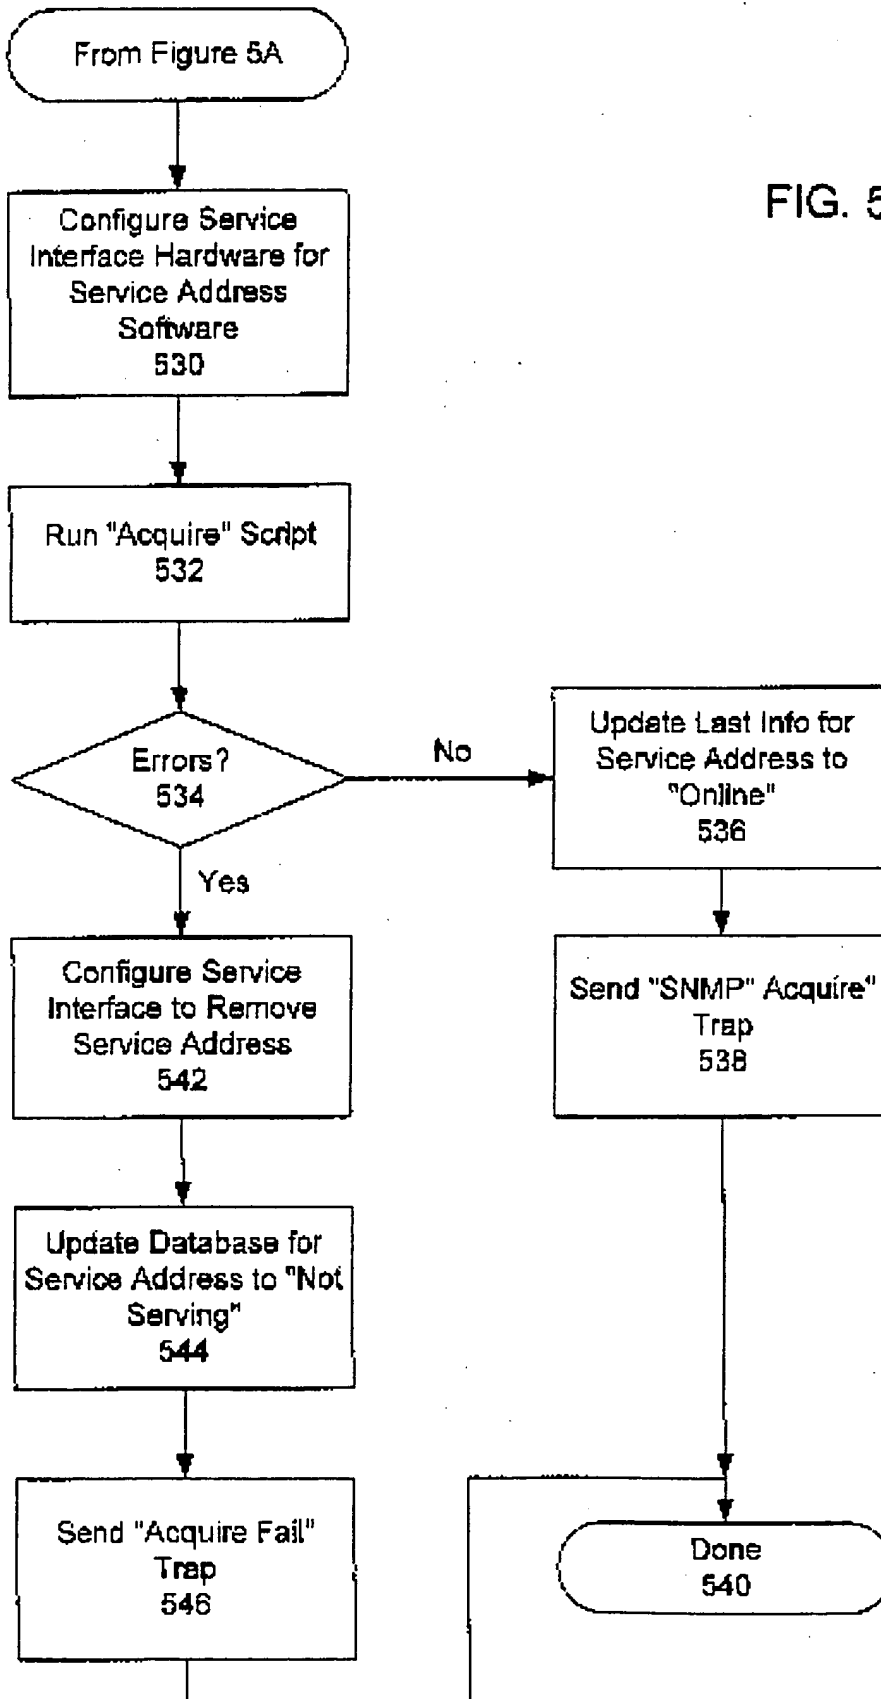 From Figure 5A
FIG. 5
Configure Service
Interface Hardware for
Service Address
Software
530
Run "Acquire" Script
532
Errors?
534
No
Yes
Update Last Info for
Service Address to
"Online"
536
Send "SNMP" Acquire"
Trap
538
Configure Service
Interface to Remove
Service Address
542
Update Database for
Service Address to "Not
Serving"
544
Send "Acquire Fail"
Trap
546
Done
540